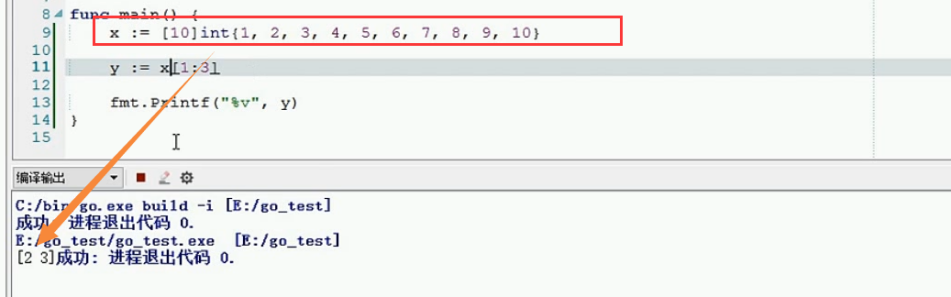 8 func main() {
9 x := [10]int{1, 2, 3, 4, 5, 6, 7, 8, 9, 10}
10
11 y := x[1:3]
12
13 fmt.Printf("%v", y)
14 }
15
编译输出
C:/bin/go.exe build -i [E:/go_test]
成功: 进程退出代码 0.
E:/go_test/go_test.exe [E:/go_test]
[2 3]成功: 进程退出代码 0.